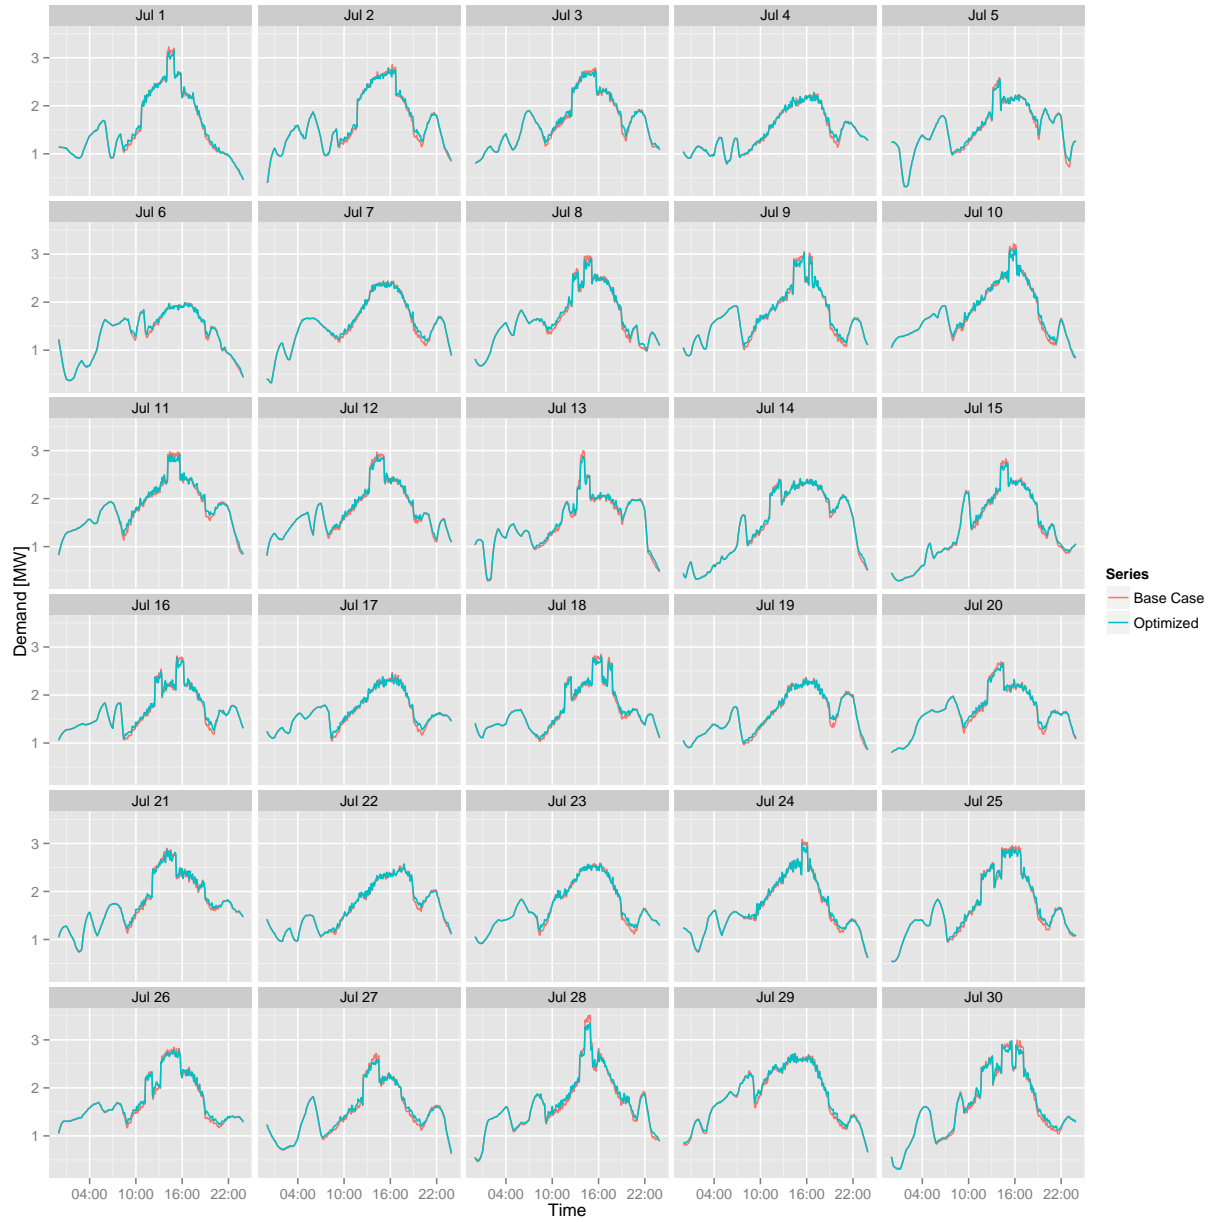 Jul 1 Jul 2 Jul 3 Jul 4 Jul 5
3
2
1
Jul 6 Jul 7 Jul 8 Jul 9 Jul 10
3
2
1
Jul 11 Jul 12 Jul 13 Jul 14 Jul 15
3
2
1
Jul 16 Jul 17 Jul 18 Jul 19 Jul 20
3
2
1
Jul 21 Jul 22 Jul 23 Jul 24 Jul 25
3
2
1
Jul 26 Jul 27 Jul 28 Jul 29 Jul 30
3
2
1
04:00 10:00 16:00 22:00 04:00 10:00 16:00 22:00 04:00 10:00 16:00 22:00 04:00 10:00 16:00 22:00 04:00 10:00 16:00 22:00
Time
Demand [MW]
Series
Base Case
Optimized